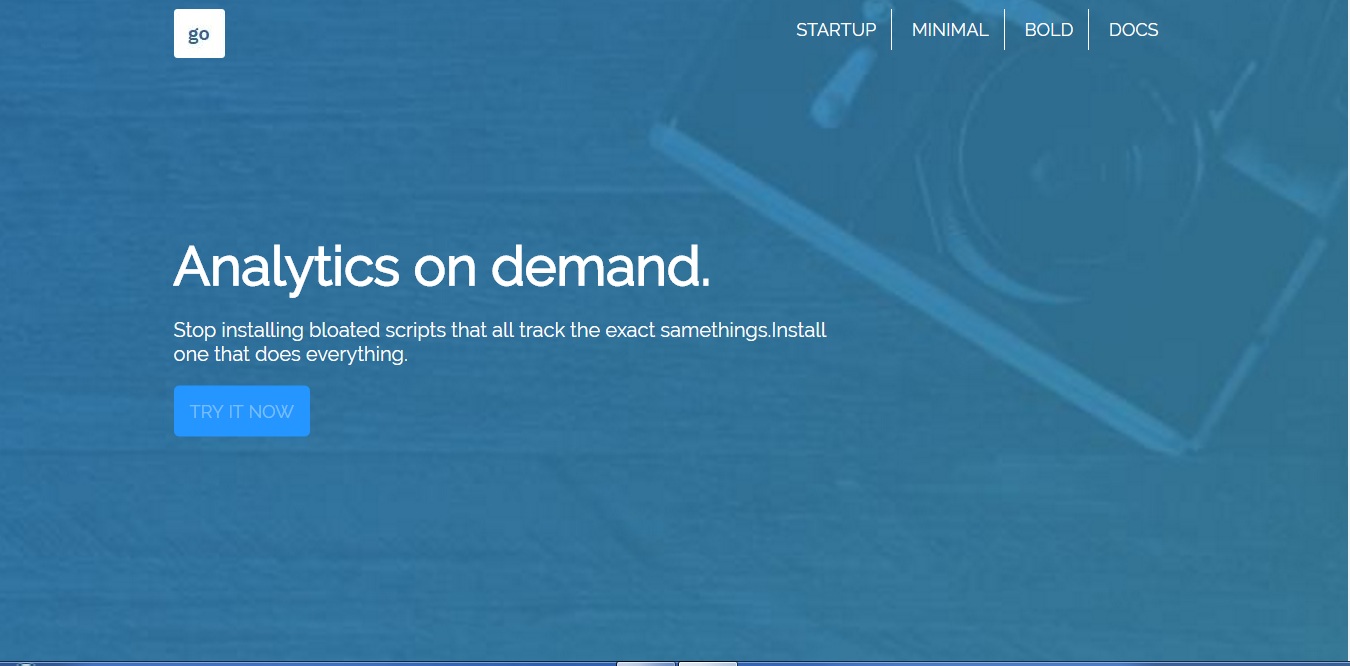 go
STARTUP
MINIMAL
BOLD
DOCS
Analytics on demand.
Stop installing bloated scripts that all track the exact samethings.Install
one that does everything.
TRY IT NOW